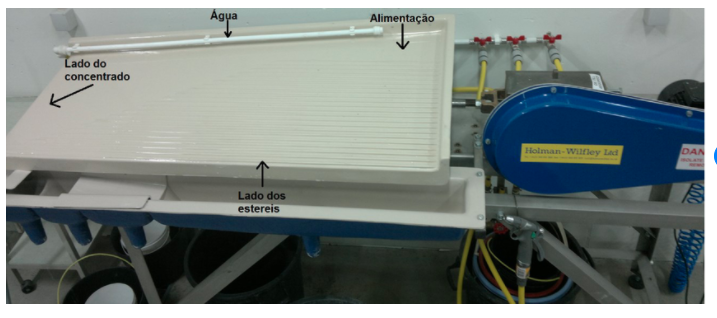 Água
Alimentação
Lado do
concentrado
Holman-Wilfley Ltd
DAN
Lado dos
estereis